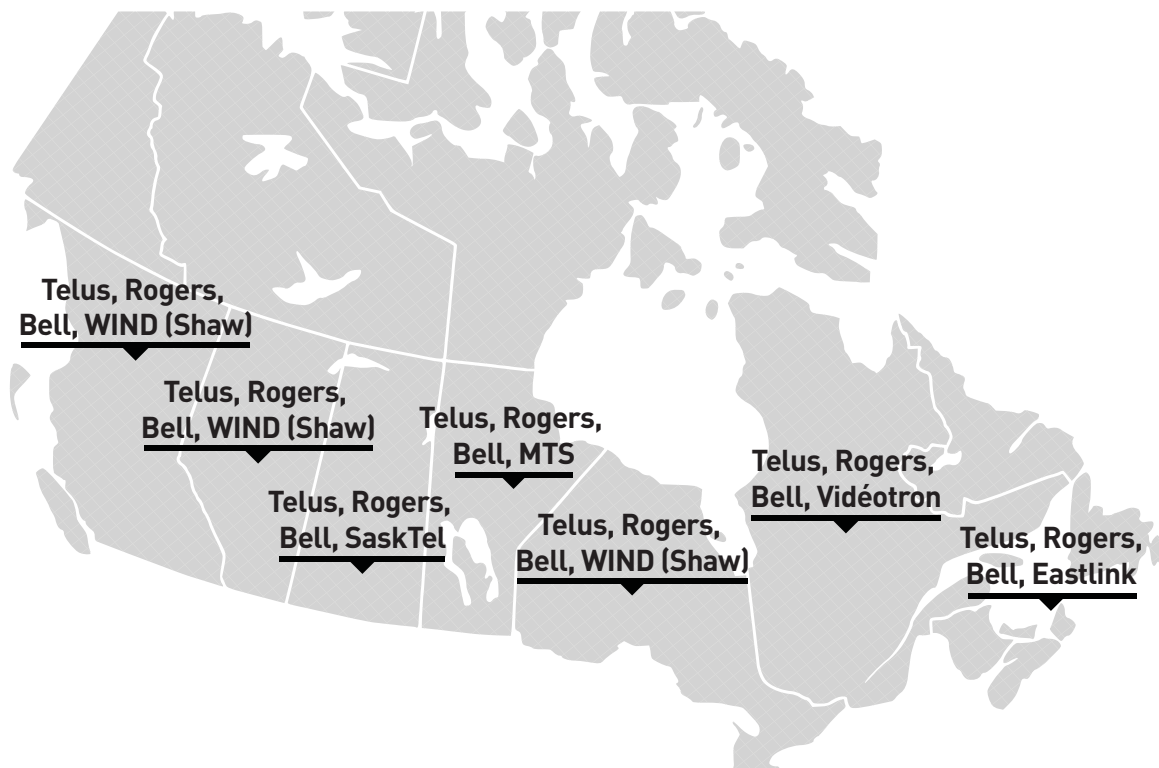 Telus, Rogers,
Bell, WIND (Shaw)
Telus, Rogers,
Bell, WIND (Shaw)
Telus, Rogers,
Bell, SaskTel
Telus, Rogers,
Bell, MTS
Telus, Rogers,
Bell, WIND (Shaw)
Telus, Rogers,
Bell, Vidéotron
Telus, Rogers,
Bell, Eastlink